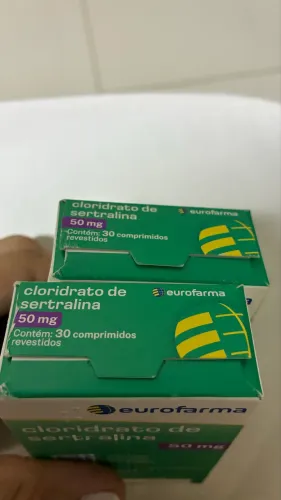 cloridrato de
sertralina
eurofarma
50 mg
Contém: 30 comprimidos
revestidos
cloridrato de
sertralina
eurofarma
50 mg
Contém: 30 comprimidos
revestidos
eurofarma
cloridrato de
sertralina
50 mg